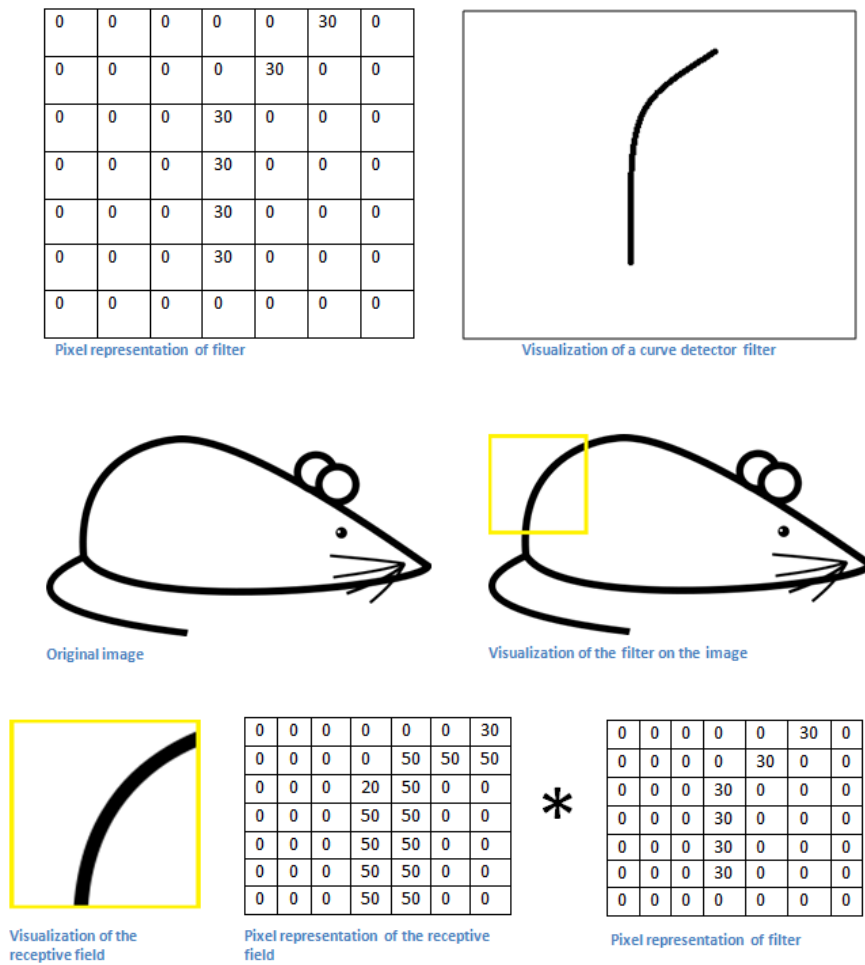 0 0 0 0 0 30 0
0 0 0 0 30 0 0
0 0 0 30 0 0 0
0 0 0 30 0 0 0
0 0 0 30 0 0 0
0 0 0 30 0 0 0
0 0 0 0 0 0 0
Pixel representation of filter
Visualization of a curve detector filter
Original image
Visualization of the filter on the image
0 0 0 0 0 0 30
0 0 0 0 50 50 50
0 0 0 20 50 0 0
0 0 0 50 50 0 0
0 0 0 50 50 0 0
0 0 0 50 50 0 0
0 0 0 50 50 0 0
*
0 0 0 0 0 30 0
0 0 0 0 30 0 0
0 0 0 30 0 0 0
0 0 0 30 0 0 0
0 0 0 30 0 0 0
0 0 0 30 0 0 0
0 0 0 0 0 0 0
Visualization of the
receptive field
Pixel representation of the receptive
field
Pixel representation of filter